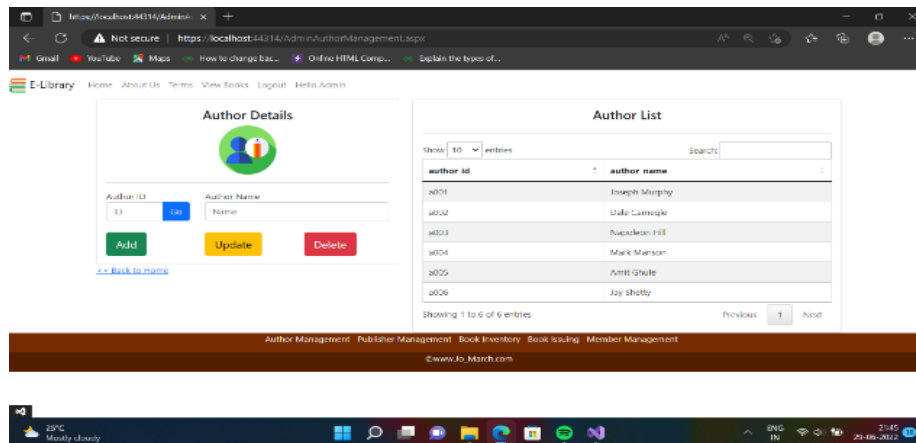 https://localhost:44314/AdminA
Not secure | https://localhost:44314/AdminAuthorManagement.aspx
Gmail YouTube Maps How to change bac... Online HTML Comp... Explain the types of...
E-Library Home About Us Terms View Books Logout Hello Admin
Author Details
Author ID Author Name
ID Go Name
Add Update Delete
<< Back to Home
Author List
Show 10 entries Search:
author id author name
a001 Joseph Murphy
a002 Dale Carnegie
a003 Napoleon Hill
a004 Mark Manson
a005 Amit Ghule
a006 Jay Shetty
Showing 1 to 6 of 6 entries Previous 1 Next
Author Management Publisher Management Book Inventory Book Issuing Member Management
©www.Jo_March.com
25°C
Mostly cloudy
ENG
IN
21:45
29-06-2022